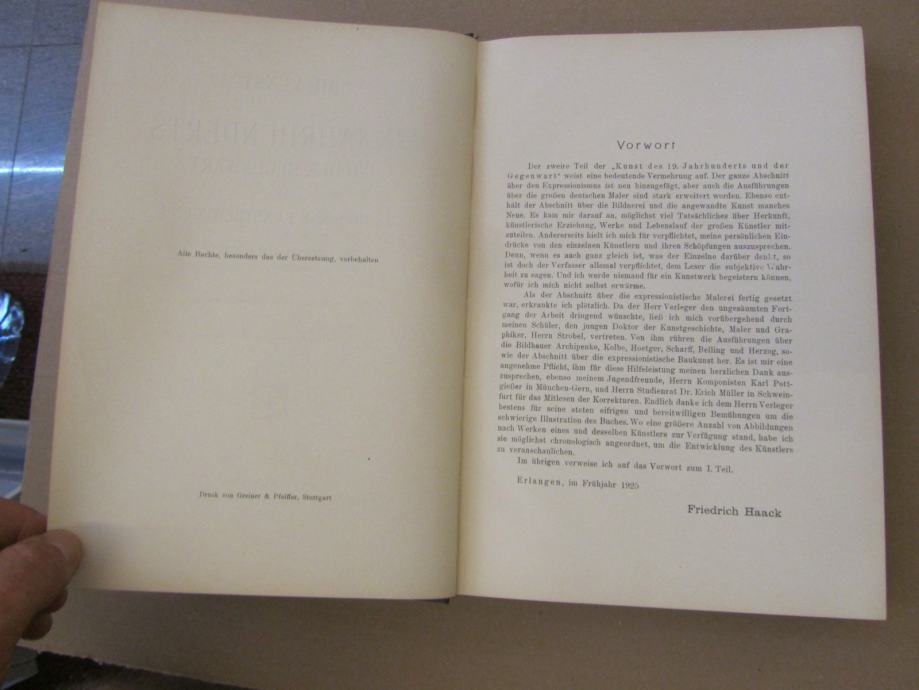 Alle Rechte, besonders das der Übersetzung, vorbehalten
Druck von Greiner & Pfeiffer, Stuttgart
Vorwort
Der zweite Teil der „Kunst des 19. Jahrhunderts und der
Gegenwart“ weist eine bedeutende Vermehrung auf. Der ganze Abschnitt
über den Expressionismus ist neu hinzugefügt, aber auch die Ausführungen
über die großen deutschen Maler sind stark erweitert worden. Ebenso ent-
hält der Abschnitt über die Bildnerei und die angewandte Kunst manches
Neue. Es kam mir darauf an, möglichst viel Tatsächliches über Herkunft,
künstlerische Erziehung, Werke und Lebenslauf der großen Künstler mit-
zuteilen. Andererseits hielt ich mich für verpflichtet, meine persönlichen Ein-
drücke von den einzelnen Künstlern und ihren Schöpfungen auszusprechen.
Denn, wenn es auch ganz gleich ist, was der Einzelne darüber denkt, so
ist doch der Verfasser allemal verpflichtet, dem Leser die subjektive Wahr-
heit zu sagen. Und ich werde niemand für ein Kunstwerk begeistern können,
wofür ich mich nicht selbst erwärme.
Als der Abschnitt über die expressionistische Malerei fertig gesetzt
war, erkrankte ich plötzlich. Da der Herr Verleger den ungesäumten Fort-
gang der Arbeit dringend wünschte, ließ ich mich vorübergehend durch
meinen Schüler, den jungen Doktor der Kunstgeschichte, Maler und Gra-
phiker, Herrn Strobel, vertreten. Von ihm rühren die Ausführungen über
die Bildhauer Archipenko, Kolbe, Hoetger, Scharff, Belling und Herzog, so-
wie der Abschnitt über die expressionistische Baukunst her. Es ist mir eine
angenehme Pflicht, ihm für diese Hilfeleistung meinen herzlichen Dank aus-
zusprechen, ebenso meinem Jugendfreunde, Herrn Komponisten Karl Pott-
gießer in München-Gern, und Herrn Studienrat Dr. Erich Müller in Schwein-
furt für das Mitlesen der Korrekturen. Endlich danke ich dem Herrn Verleger
bestens für seine steten eifrigen und bereitwilligen Bemühungen um die
schwierige Illustration des Buches. Wo eine größere Anzahl von Abbildungen
nach Werken eines und desselben Künstlers zur Verfügung stand, habe ich
sie möglichst chronologisch angeordnet, um die Entwicklung des Künstlers
zu veranschaulichen.
Im übrigen verweise ich auf das Vorwort zum I. Teil.
Erlangen, im Frühjahr 1925
Friedrich Haack